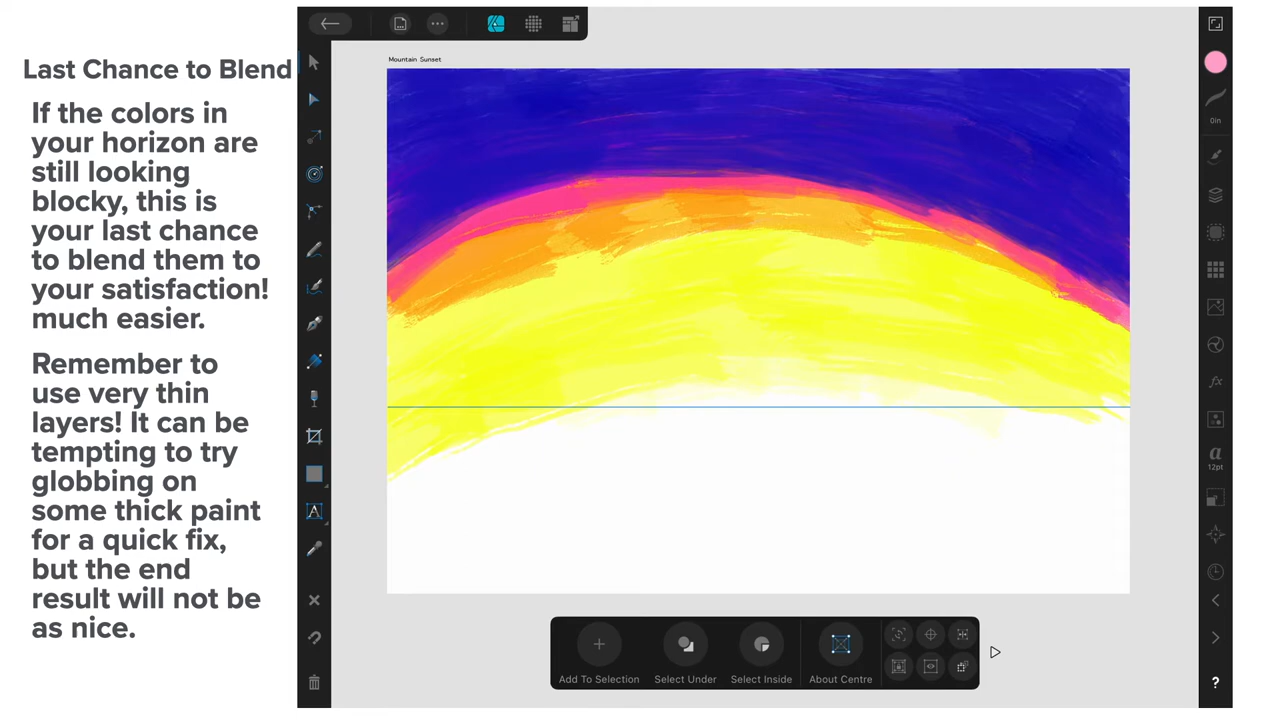 Last Chance to Blend
If the colors in
your horizon are
still looking
blocky, this is
your last chance
to blend them to
your satisfaction!
much easier.
Remember to
use very thin
layers! It can be
tempting to try
globbing on
some thick paint
for a quick fix,
but the end
result will not be
as nice.
Mountain Sunset
0in
a
12pt
A
?
Add To Selection
Select Under
Select Inside
About Centre